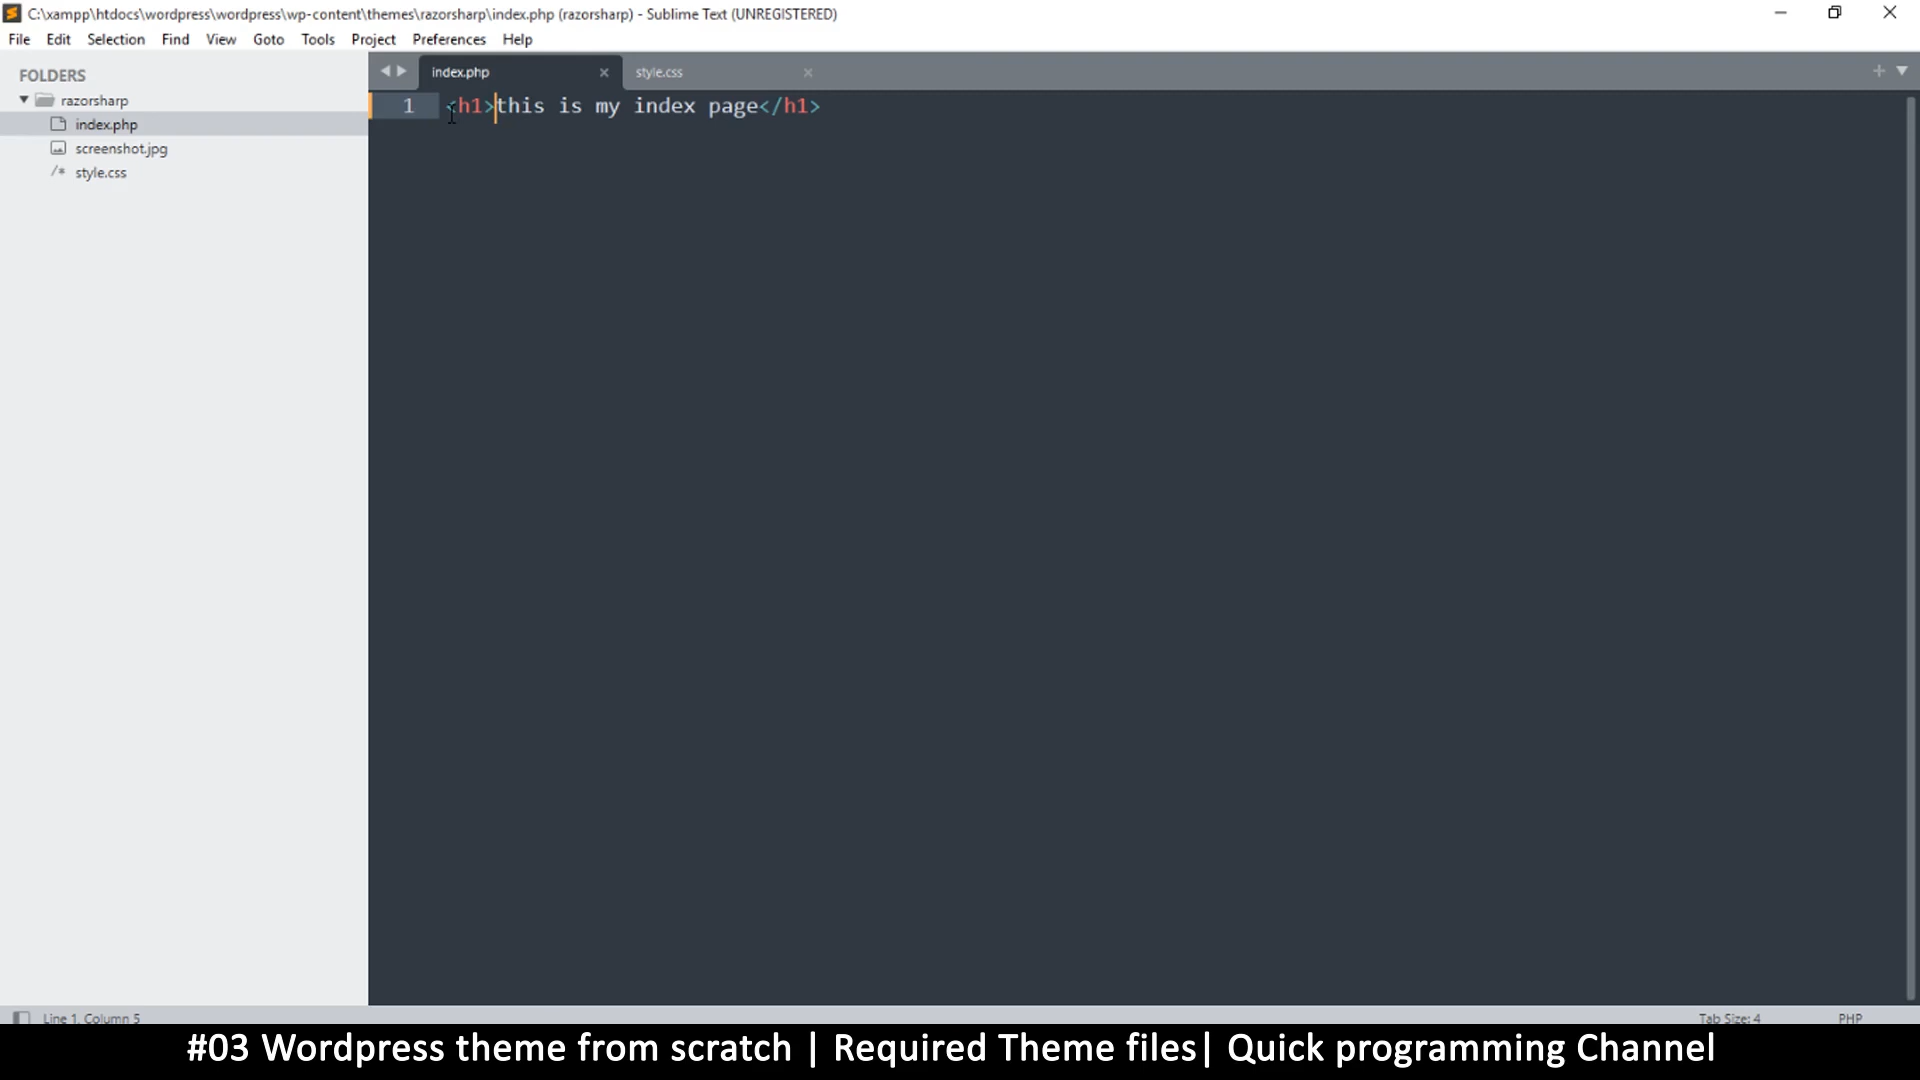 C:\xampp\htdocs\wordpress\wordpress\wp-content\themes\razorsharp\index.php (razorsharp) - Sublime Text (UNREGISTERED)
File Edit Selection Find View Goto Tools Project Preferences Help
FOLDERS
razorsharp
index.php
screenshot.jpg
/* style.css
index.php style.css
1 <h1>this is my index page</h1>
Line 1, Column 5 Tab Size: 4 PHP
#03 Wordpress theme from scratch | Required Theme files| Quick programming Channel